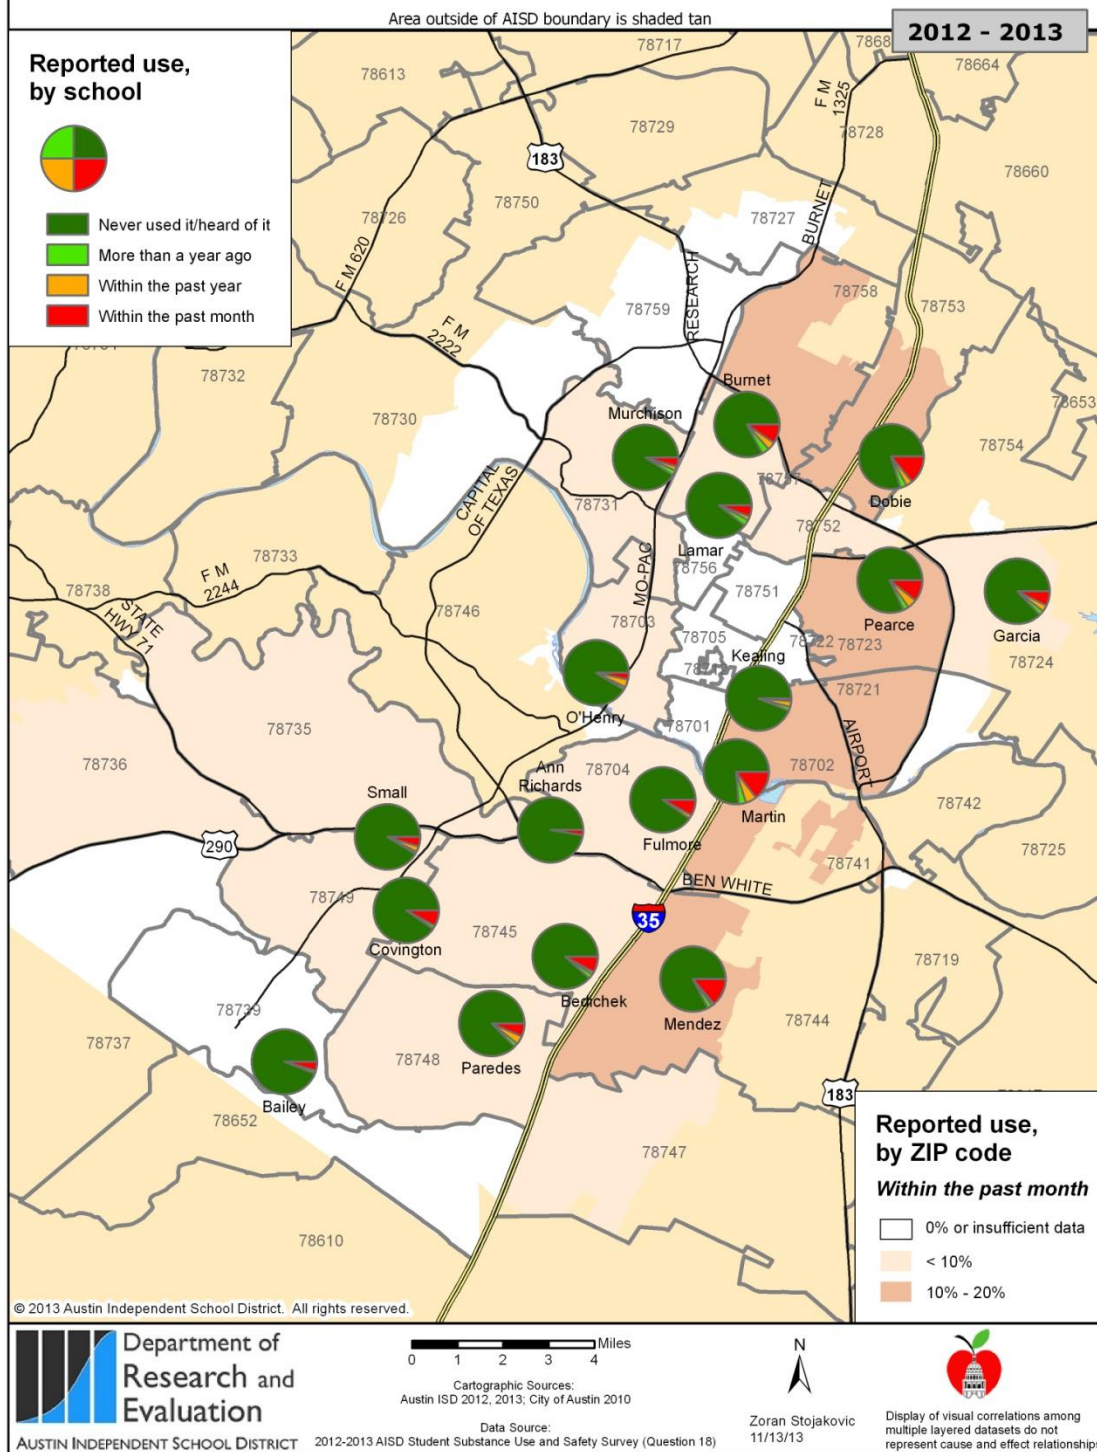 Area outside of AISD boundary is shaded tan
2012 - 2013
Reported use,
by school
Never used it/heard of it
More than a year ago
Within the past year
Within the past month
78717
78664
78613
F M
1325
78729
78728
183
78660
78750
78726
78727
BURNET
F M 620
78758
78753
RESEARCH
78759
F M
2222
78732
78730
Burnet
78653
Murchison
78754
CAPITAL
OF TEXAS
Dobie
78731
78752
Lamar
78733
F M
2244
78756
MO-PAC
78738
STATE
HWY 71
78751
78746
78703
Pearce
Garcia
78705
78723
Kealing
78724
78721
O'Henry
78701
78735
AIRPORT
78736
78704
78702
Ann
Richards
Small
78742
Martin
290
Fulmore
78725
78741
BEN WHITE
78749
35
78745
Covington
78719
Bedichek
78739
Mendez
78744
78737
78748
Paredes
Bailey
183
78652
78747
Reported use,
by ZIP code
Within the past month
0% or insufficient data
< 10%
10% - 20%
78610
© 2013 Austin Independent School District. All rights reserved.
Department of
Research and
Evaluation
AUSTIN INDEPENDENT SCHOOL DISTRICT
Miles
0 1 2 3 4
Cartographic Sources:
Austin ISD 2012, 2013; City of Austin 2010
Data Source:
2012-2013 AISD Student Substance Use and Safety Survey (Question 18)
N
Zoran Stojakovic
11/13/13
Display of visual correlations among
multiple layered datasets do not
represent cause and effect relationships